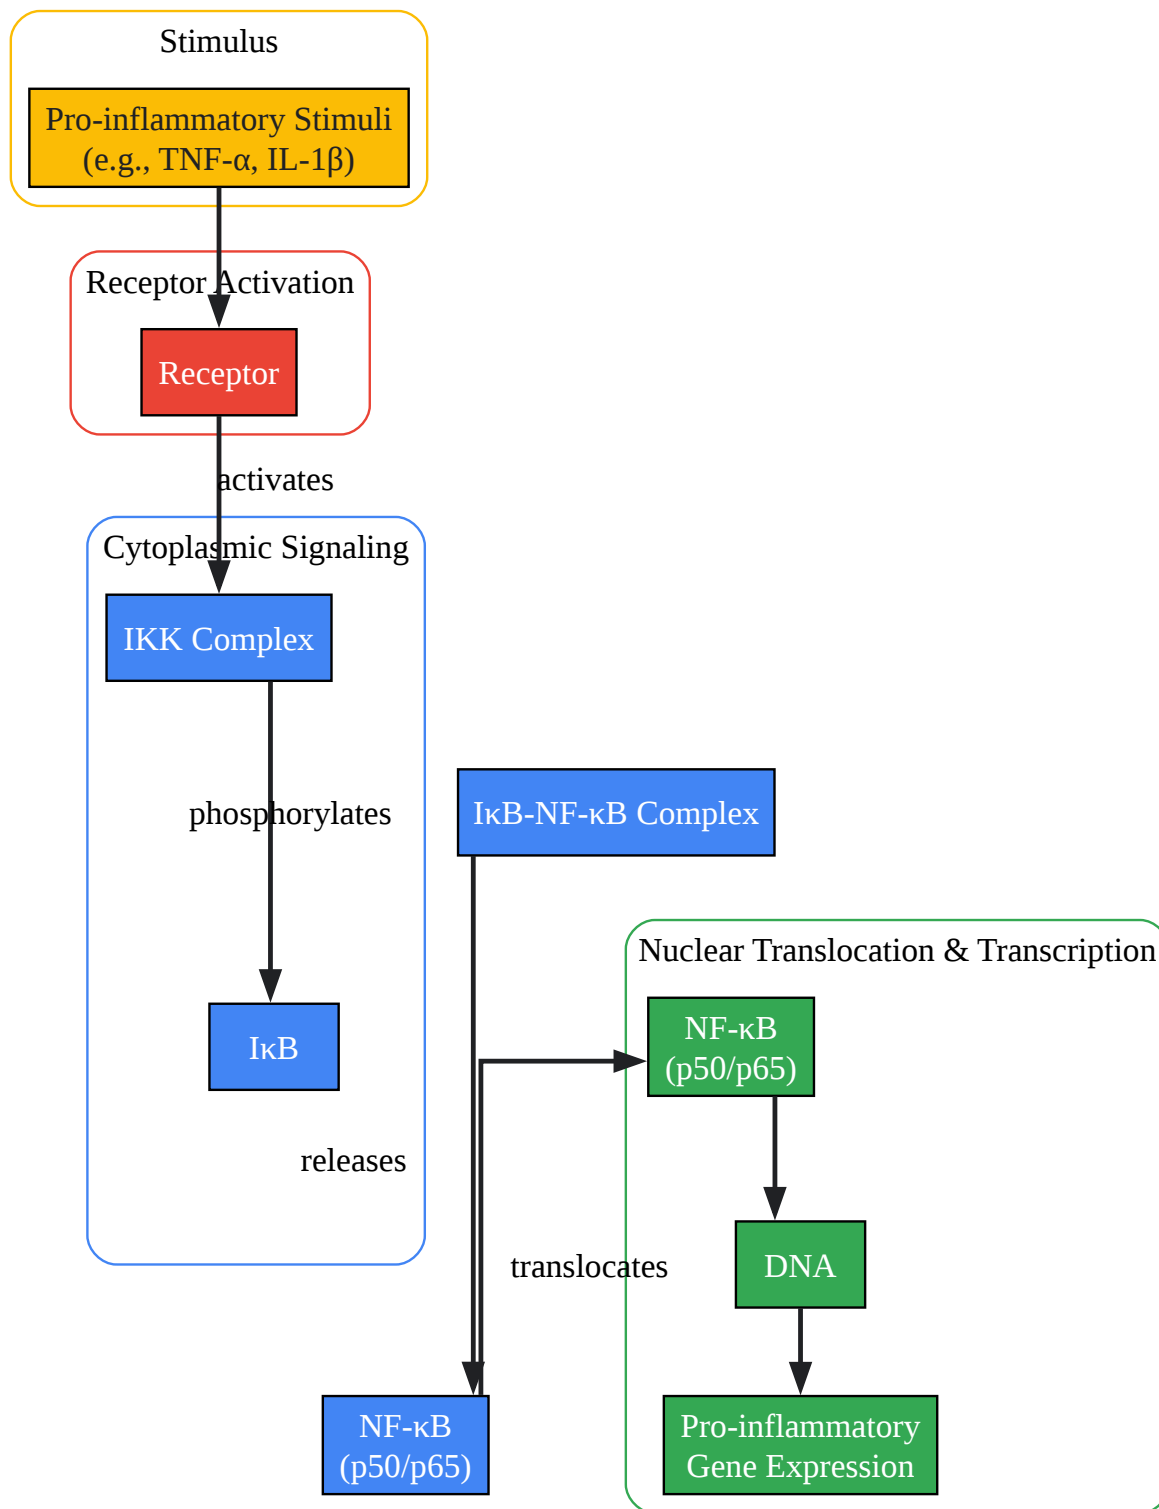 Stimulus
Pro-inflammatory Stimuli
(e.g., TNF-α, IL-1β)
Receptor Activation
Receptor
activates
Cytoplasmic Signaling
IKK Complex
phosphorylates
IκB-NF-κB Complex
Nuclear Translocation & Transcription
NF-κB
(p50/p65)
IκB
releases
translocates
DNA
NF-κB
(p50/p65)
Pro-inflammatory
Gene Expression